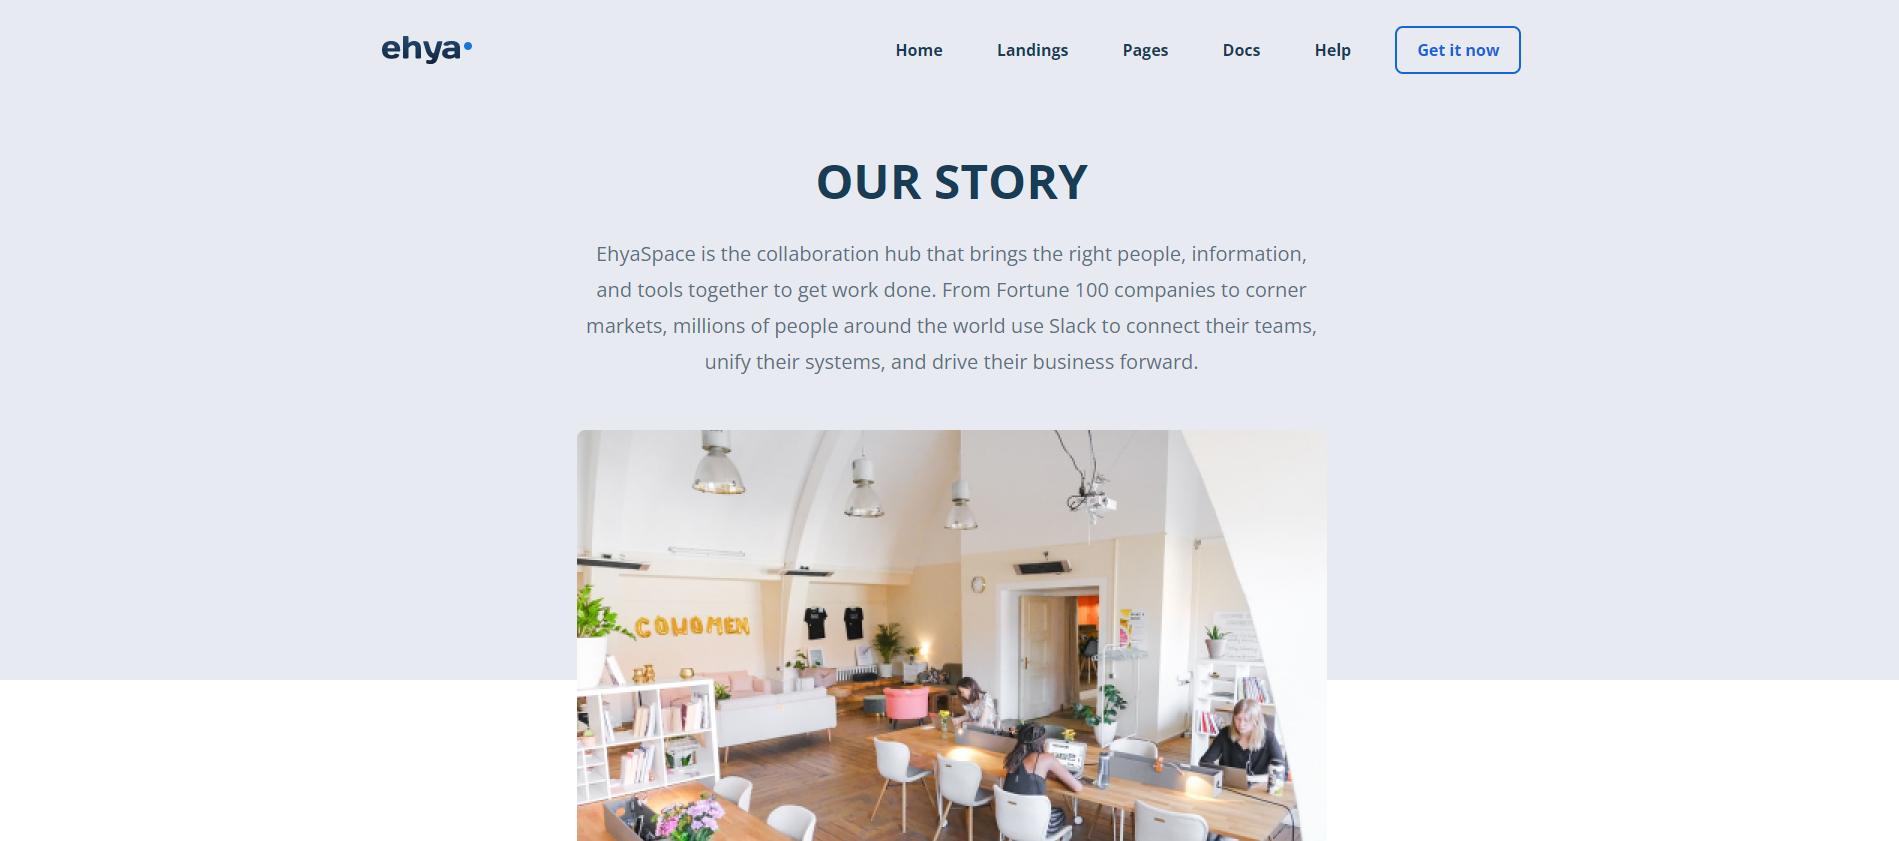 ehya
Home Landings Pages Docs Help Get it now
OUR STORY
EhyaSpace is the collaboration hub that brings the right people, information,
and tools together to get work done. From Fortune 100 companies to corner
markets, millions of people around the world use Slack to connect their teams,
unify their systems, and drive their business forward.
COWOMEN